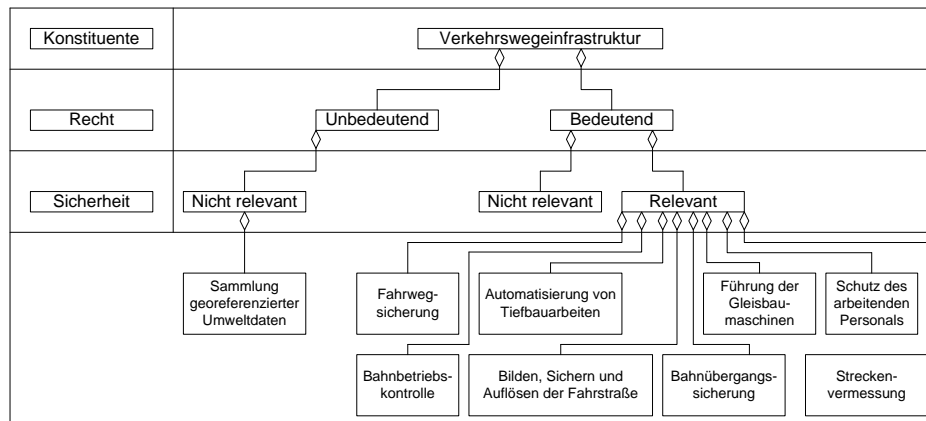 Konstituente
Verkehrswegeinfrastruktur
Recht
Unbedeutend
Bedeutend
Sicherheit
Nicht relevant
Nicht relevant
Relevant
Sammlung
georeferenzierter
Umweltdaten
Fahrweg-
sicherung
Automatisierung von
Tiefbauarbeiten
Führung der
Gleisbau-
maschinen
Schutz des
arbeitenden
Personals
Bahnbetriebs-
kontrolle
Bilden, Sichern und
Auflösen der Fahrstraße
Bahnübergangs-
sicherung
Strecken-
vermessung